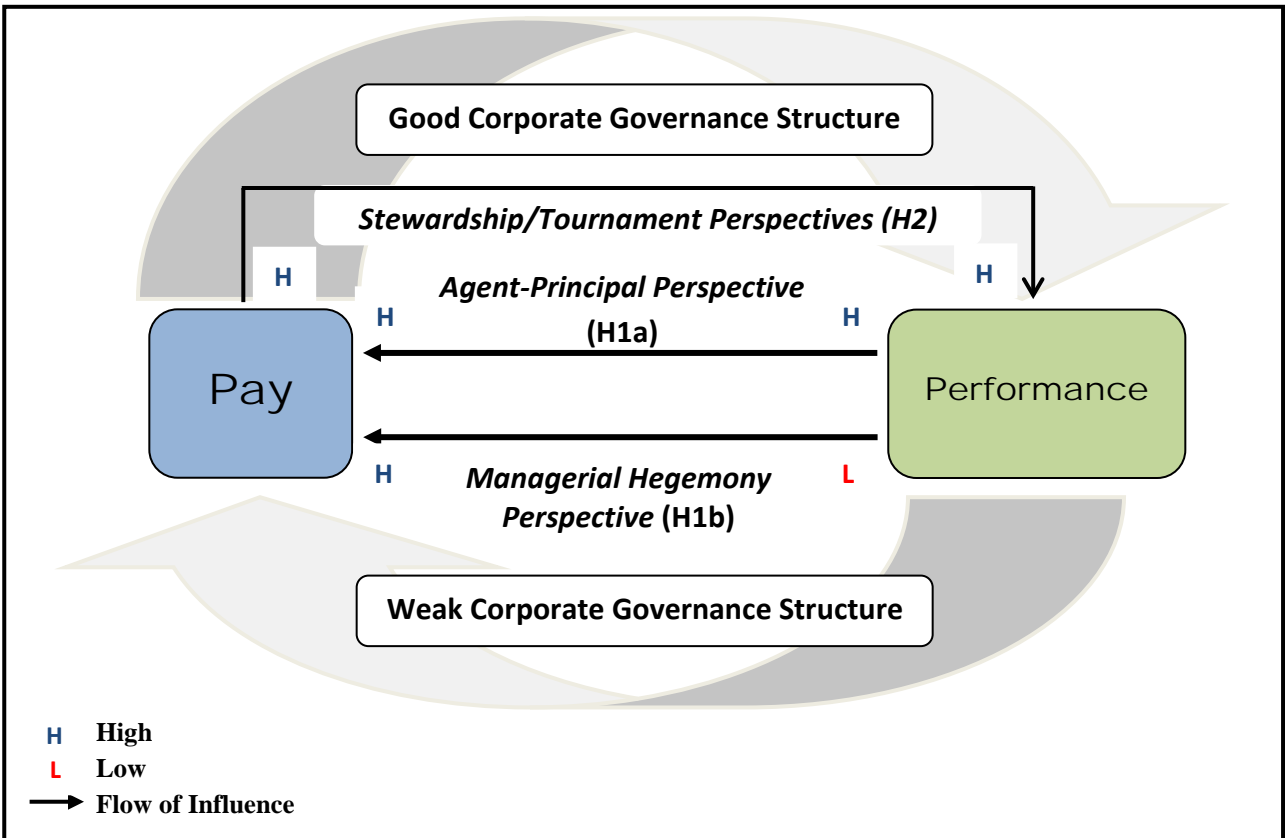 Good Corporate Governance Structure
Stewardship/Tournament Perspectives (H2)
H
H
Agent-Principal Perspective
H
H
(H1a)
Pay
Performance
H
Managerial Hegemony
L
Perspective (H1b)
Weak Corporate Governance Structure
H High
L Low
Flow of Influence